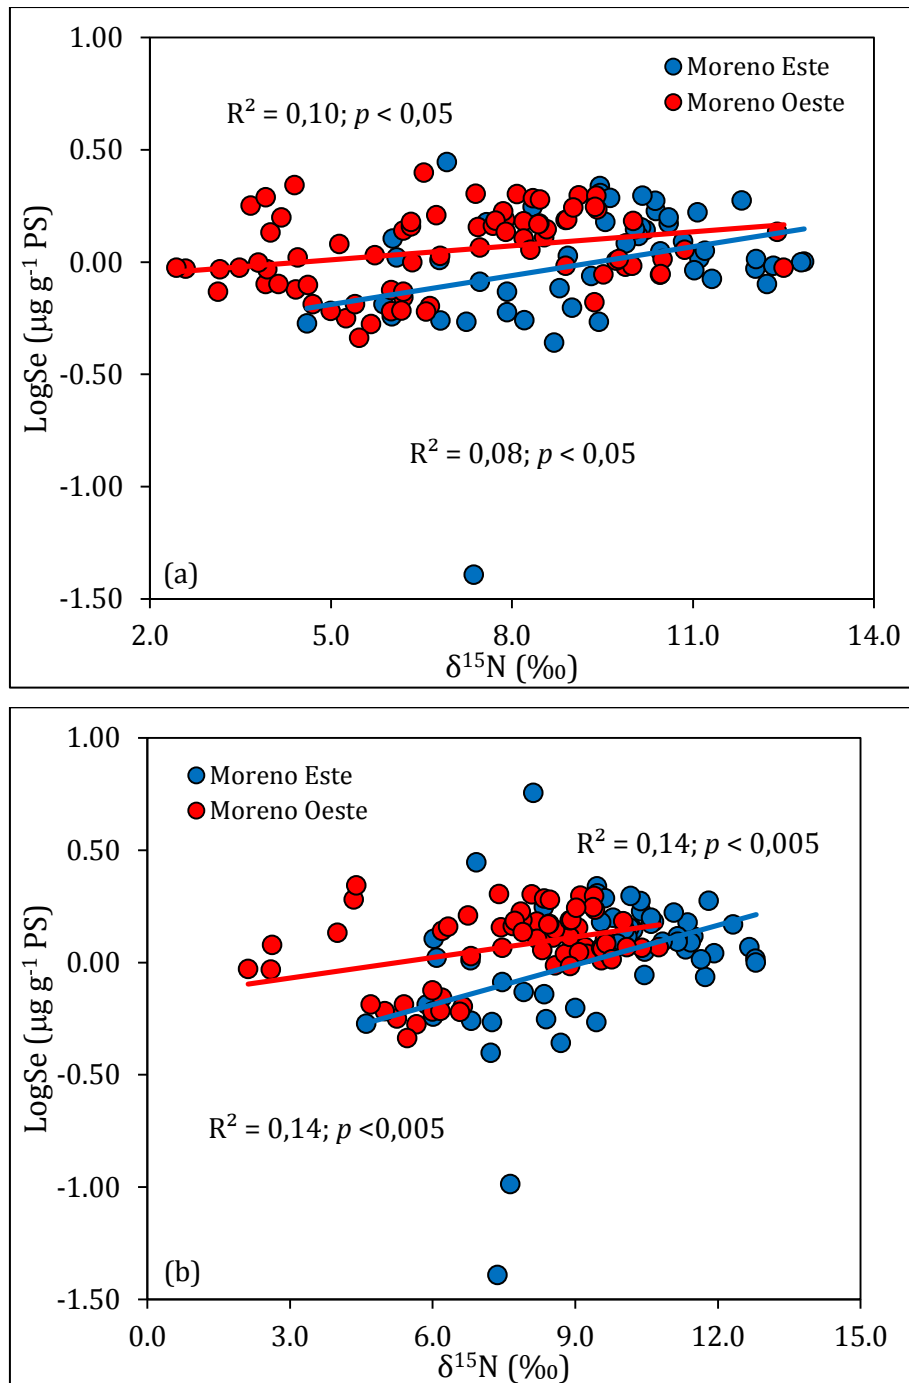 1.00
Moreno Este
Moreno Oeste
R² = 0,10; p < 0,05
0.50
0.00
LogSe (µg g⁻¹ PS)
-0.50
R² = 0,08; p < 0,05
-1.00
(a)
-1.50
2.0 5.0 8.0 11.0 14.0
δ¹⁵N (‰)
1.00
Moreno Este
Moreno Oeste
R² = 0,14; p < 0,005
0.50
0.00
LogSe (µg g⁻¹ PS)
-0.50
R² = 0,14; p <0,005
-1.00
(b)
-1.50
0.0 3.0 6.0 9.0 12.0 15.0
δ¹⁵N (‰)